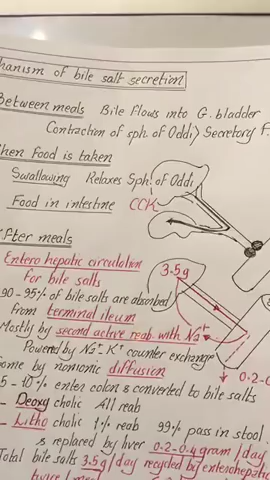 hanism of bile salt secretion
Between meals Bile flows into G. bladder
Contraction of sph. of Oddi > Secretory P.
hen Food is taken
Swallowing Relaxes Sph. of Oddi
Food in intestine CCK
fter meals
Entero hepatic circulation
for bile salts
3.5g
90-95% of bile salts are absorbed
from terminal ileum
Mostly by second active reab. with Na+
Powered by Na+, K+ counter exchange
Some by nonionic diffusion
0.2-0
5-10% enter colon & converted to bile salts
- Deoxy cholic All reab
- Litho cholic 1% reab 99% pass in stool
& replaced by liver 0.2-0.4 gram/day
Total bile salts 3.5g/day recycled by enterohepatic
twice